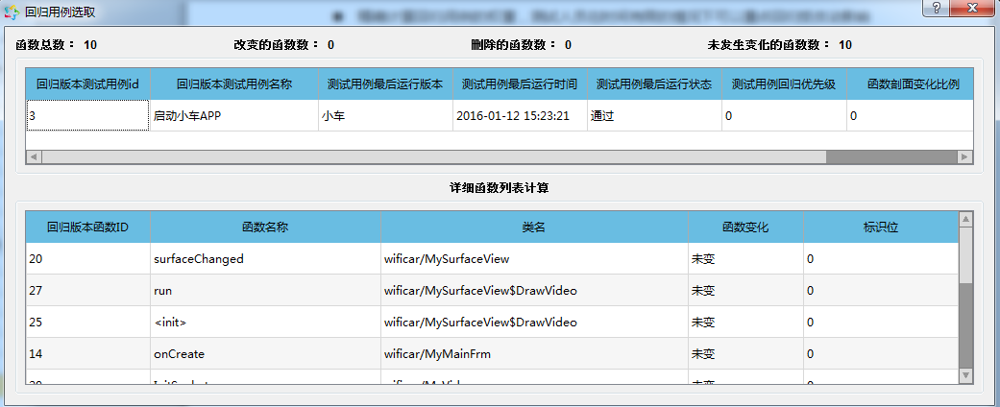 回归用例选取
函数总数： 10 改变的函数数： 0 删除的函数数： 0 未发生变化的函数数： 10
回归版本测试用例id 回归版本测试用例名称 测试用例最后运行版本 测试用例最后运行时间 测试用例最后运行状态 测试用例回归优先级 函数剖面变化比例
3 启动小车APP 小车 2016-01-12 15:23:21 通过 0 0
详细函数列表计算
回归版本函数ID 函数名称 类名 函数变化 标识位
20 surfaceChanged wificar/MySurfaceView 未变 0
27 run wificar/MySurfaceView$DrawVideo 未变 0
25 <init> wificar/MySurfaceView$DrawVideo 未变 0
14 onCreate wificar/MyMainFrm 未变 0